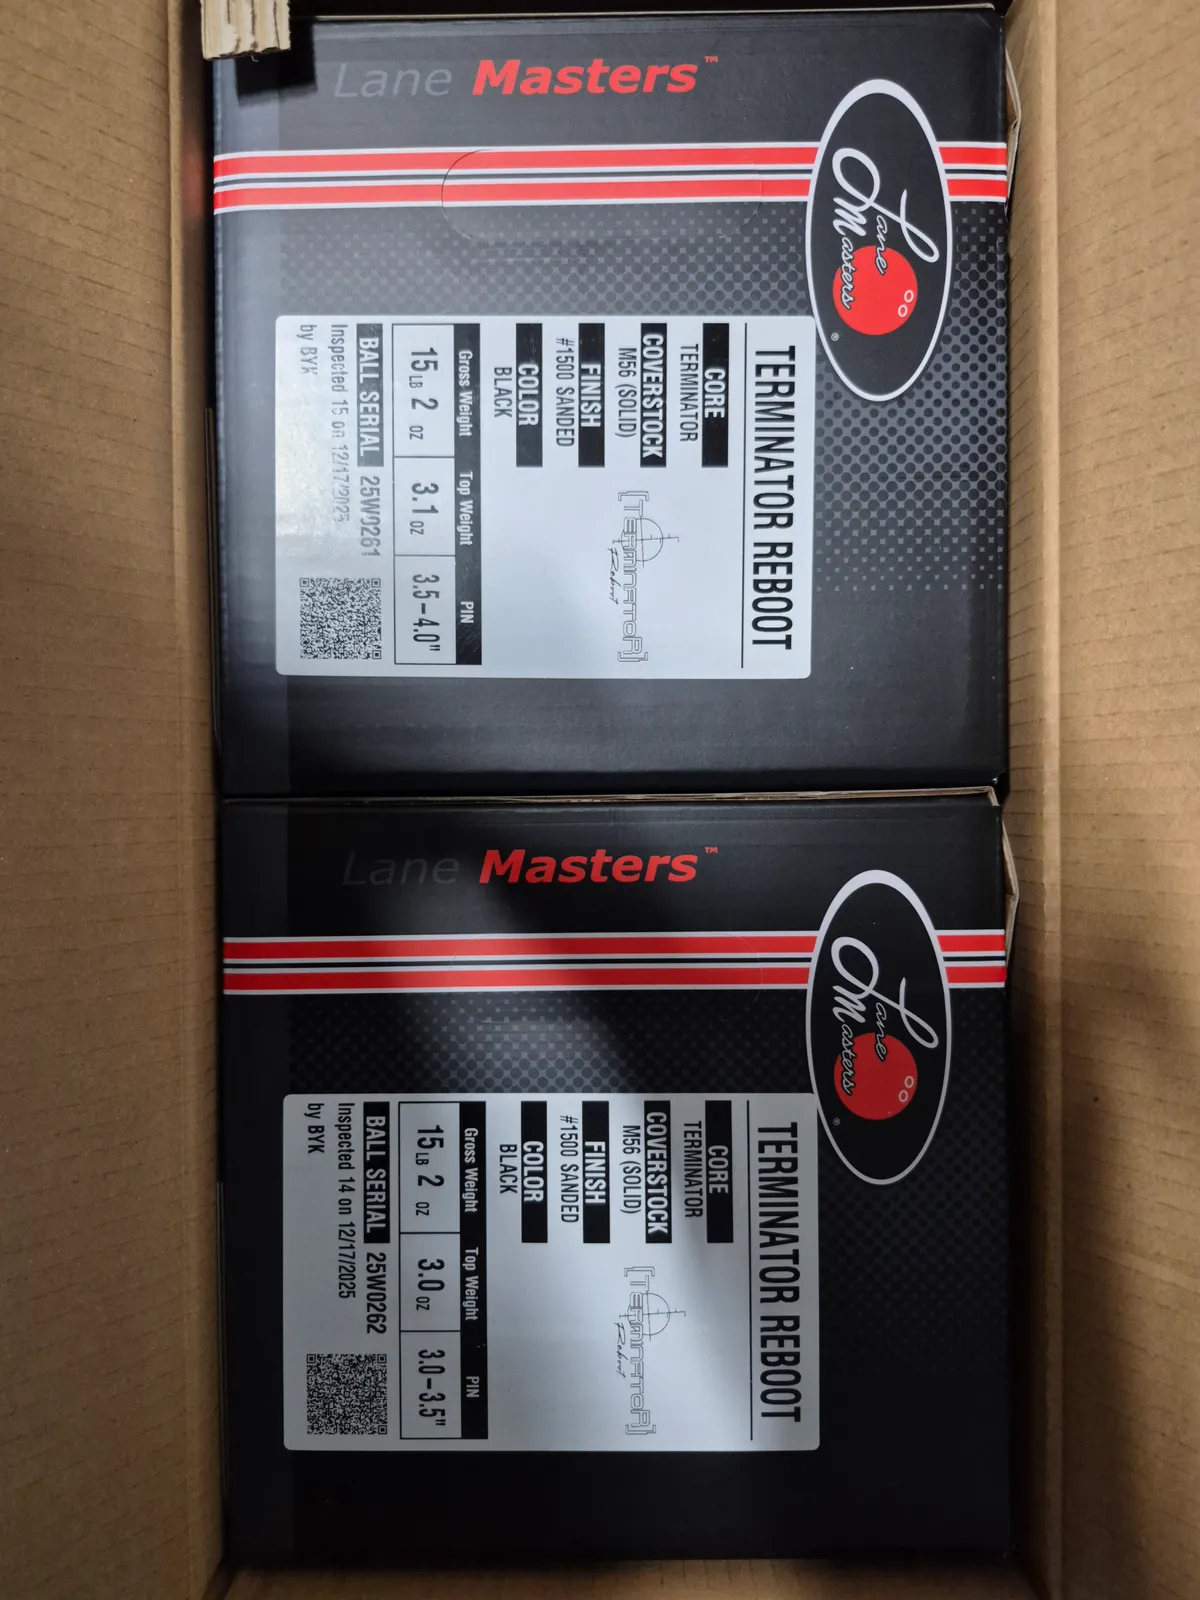 Lane Masters™
Lane
Masters
®
TERMINATOR REBOOT
CORE
TERMINATOR
COVERSTOCK
M56 (SOLID)
FINISH
#1500 SANDED
COLOR
BLACK
[TERMINATOR]
Reboot
Gross Weight Top Weight PIN
15 LB 2 OZ 3.1 OZ 3.5-4.0"
BALL SERIAL 25W0261
Inspected 15 on 12/17/2025
by BYK
Lane Masters™
Lane
Masters
®
TERMINATOR REBOOT
CORE
TERMINATOR
COVERSTOCK
M56 (SOLID)
FINISH
#1500 SANDED
COLOR
BLACK
[TERMINATOR]
Reboot
Gross Weight Top Weight PIN
15 LB 2 OZ 3.0 OZ 3.0-3.5"
BALL SERIAL 25W0262
Inspected 14 on 12/17/2025
by BYK